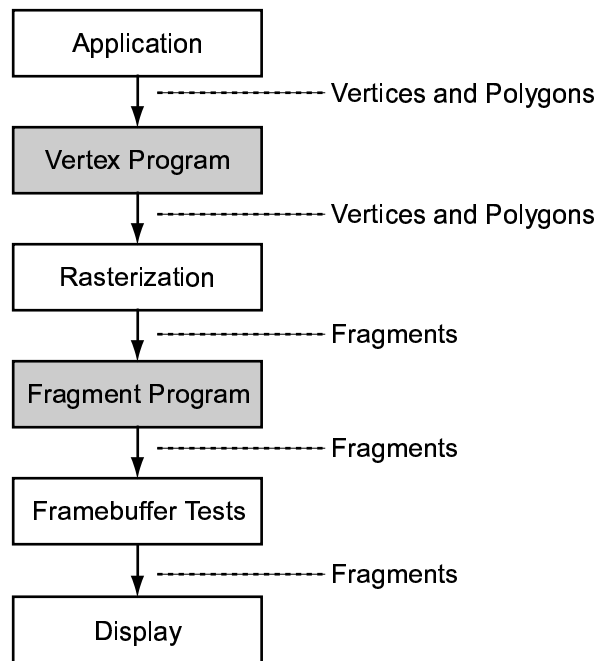 Application
Vertices and Polygons
Vertex Program
Vertices and Polygons
Rasterization
Fragments
Fragment Program
Fragments
Framebuffer Tests
Fragments
Display